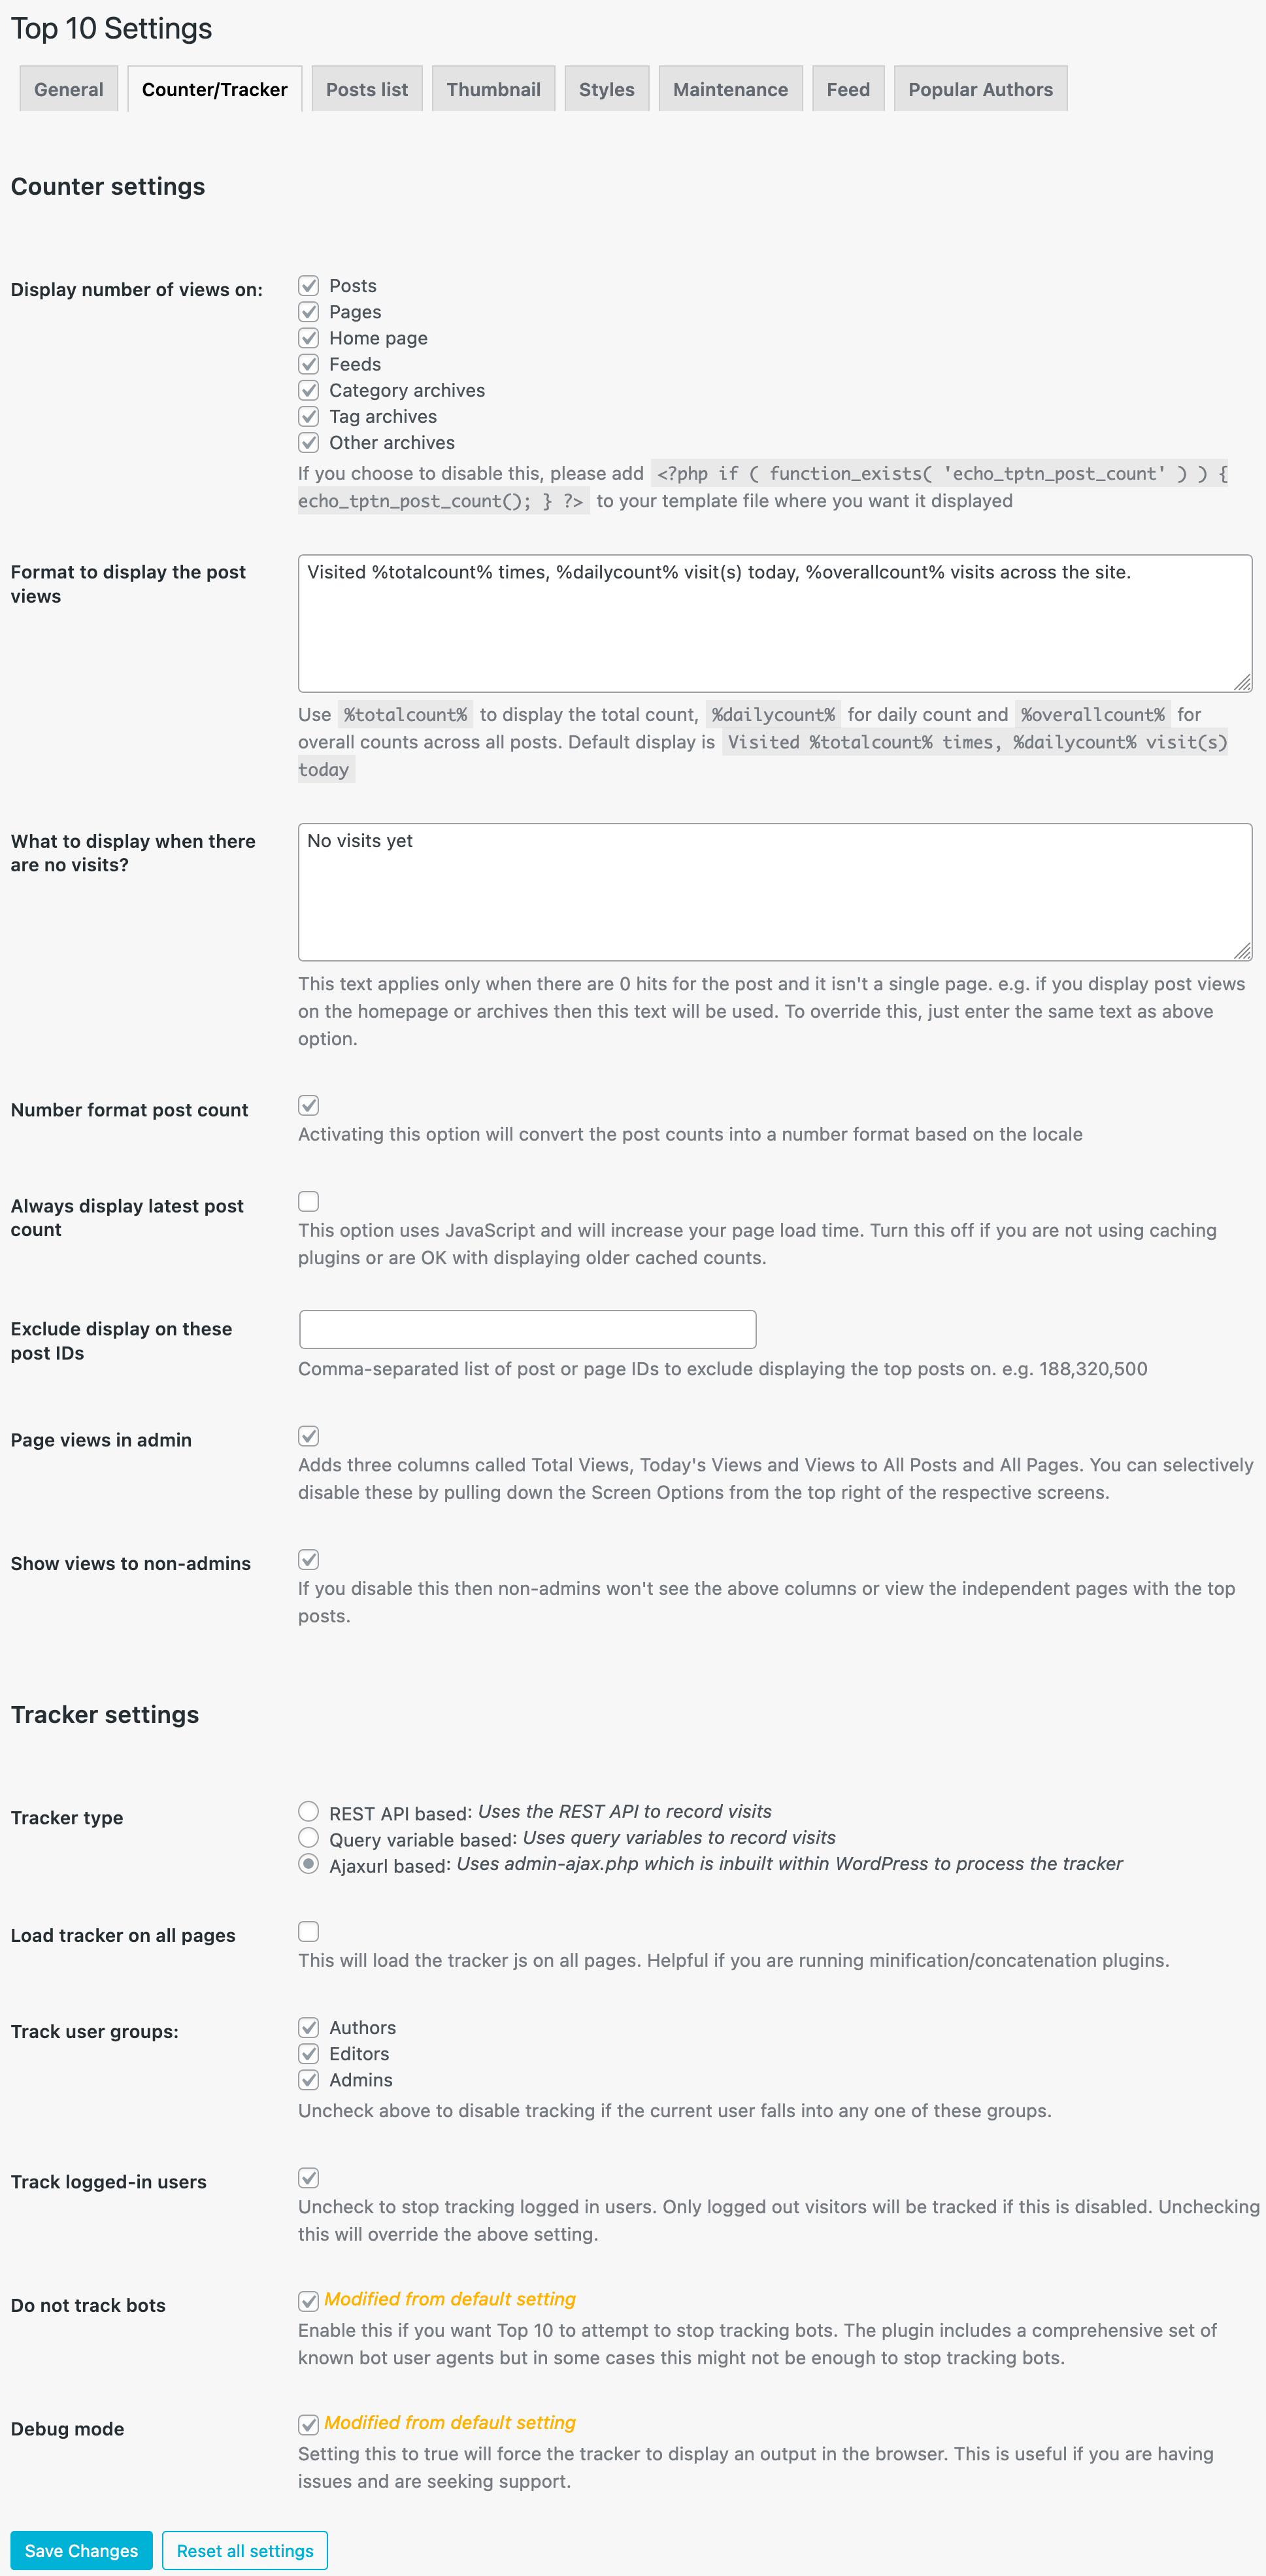 Top 10 Settings
General Counter/Tracker Posts list Thumbnail Styles Maintenance Feed Popular Authors
Counter settings
Display number of views on:
Posts
Pages
Home page
Feeds
Category archives
Tag archives
Other archives
If you choose to disable this, please add <?php if ( function_exists( 'echo_tptn_post_count' ) ) {
echo_tptn_post_count(); } ?> to your template file where you want it displayed
Format to display the post
views
Visited %totalcount% times, %dailycount% visit(s) today, %overallcount% visits across the site.
Use %totalcount% to display the total count, %dailycount% for daily count and %overallcount% for
overall counts across all posts. Default display is Visited %totalcount% times, %dailycount% visit(s)
today
What to display when there
are no visits?
No visits yet
This text applies only when there are 0 hits for the post and it isn't a single page. e.g. if you display post views
on the homepage or archives then this text will be used. To override this, just enter the same text as above
option.
Number format post count
Activating this option will convert the post counts into a number format based on the locale
Always display latest post
count
This option uses JavaScript and will increase your page load time. Turn this off if you are not using caching
plugins or are OK with displaying older cached counts.
Exclude display on these
post IDs
Comma-separated list of post or page IDs to exclude displaying the top posts on. e.g. 188,320,500
Page views in admin
Adds three columns called Total Views, Today's Views and Views to All Posts and All Pages. You can selectively
disable these by pulling down the Screen Options from the top right of the respective screens.
Show views to non-admins
If you disable this then non-admins won't see the above columns or view the independent pages with the top
posts.
Tracker settings
Tracker type
REST API based: Uses the REST API to record visits
Query variable based: Uses query variables to record visits
Ajaxurl based: Uses admin-ajax.php which is inbuilt within WordPress to process the tracker
Load tracker on all pages
This will load the tracker js on all pages. Helpful if you are running minification/concatenation plugins.
Track user groups:
Authors
Editors
Admins
Uncheck above to disable tracking if the current user falls into any one of these groups.
Track logged-in users
Uncheck to stop tracking logged in users. Only logged out visitors will be tracked if this is disabled. Unchecking
this will override the above setting.
Do not track bots
Modified from default setting
Enable this if you want Top 10 to attempt to stop tracking bots. The plugin includes a comprehensive set of
known bot user agents but in some cases this might not be enough to stop tracking bots.
Debug mode
Modified from default setting
Setting this to true will force the tracker to display an output in the browser. This is useful if you are having
issues and are seeking support.
Save Changes Reset all settings